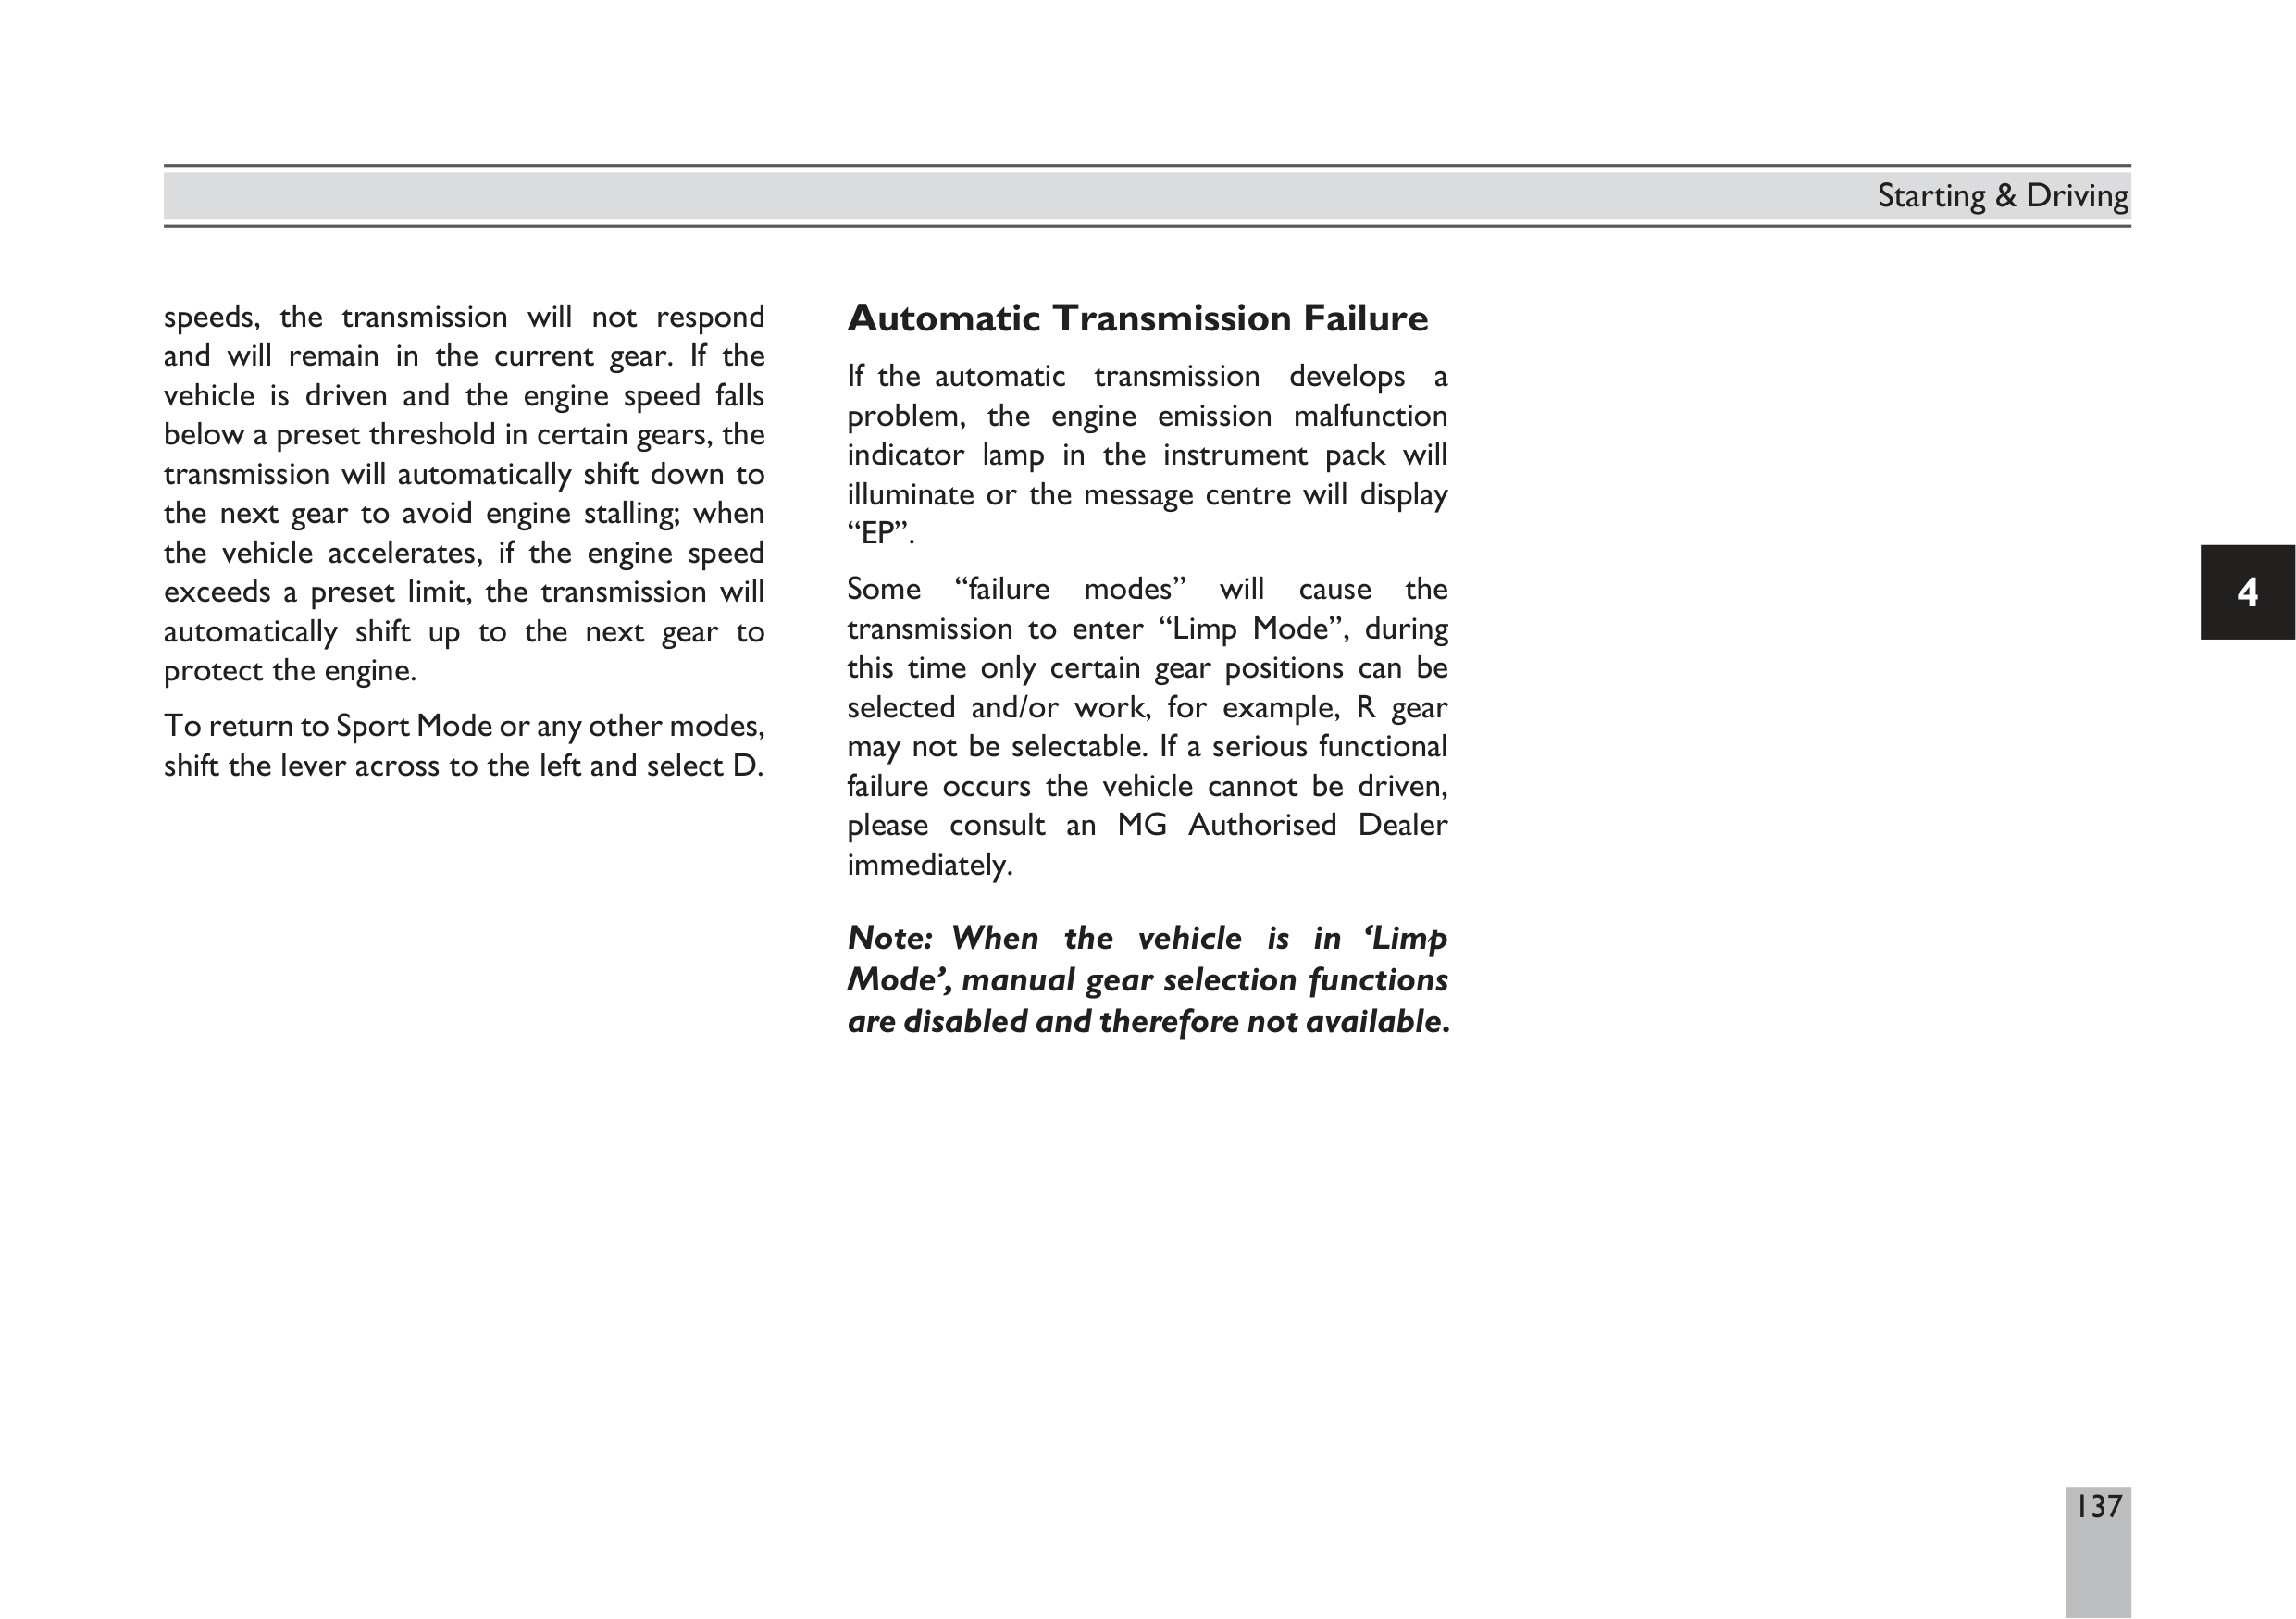 Starting & Driving
speeds, the transmission will not respond
and will remain in the current gear. If the
vehicle is driven and the engine speed falls
below a preset threshold in certain gears, the
transmission will automatically shift down to
the next gear to avoid engine stalling; when
the vehicle accelerates, if the engine speed
exceeds a preset limit, the transmission will
automatically shift up to the next gear to
protect the engine.
To return to Sport Mode or any other modes,
shift the lever across to the left and select D.
Automatic Transmission Failure
If the automatic transmission develops a
problem, the engine emission malfunction
indicator lamp in the instrument pack will
illuminate or the message centre will display
“EP”.
Some “failure modes” will cause the
transmission to enter “Limp Mode”, during
this time only certain gear positions can be
selected and/or work, for example, R gear
may not be selectable. If a serious functional
failure occurs the vehicle cannot be driven,
please consult an MG Authorised Dealer
immediately.
Note: When the vehicle is in ‘Limp
Mode’, manual gear selection functions
are disabled and therefore not available.
4
137